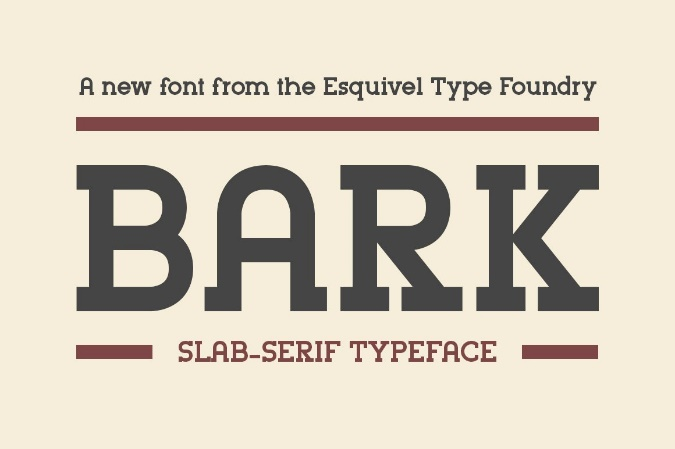 A new font from the Esquivel Type Foundry
BARK
SLAB-SERIF TYPEFACE